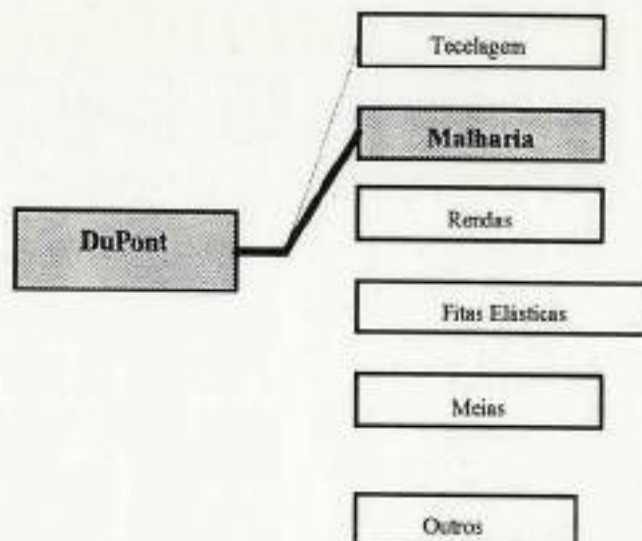 Tecelagem
Malharia
DuPont
Rendas
Fitas Elásticas
Meias
Outros